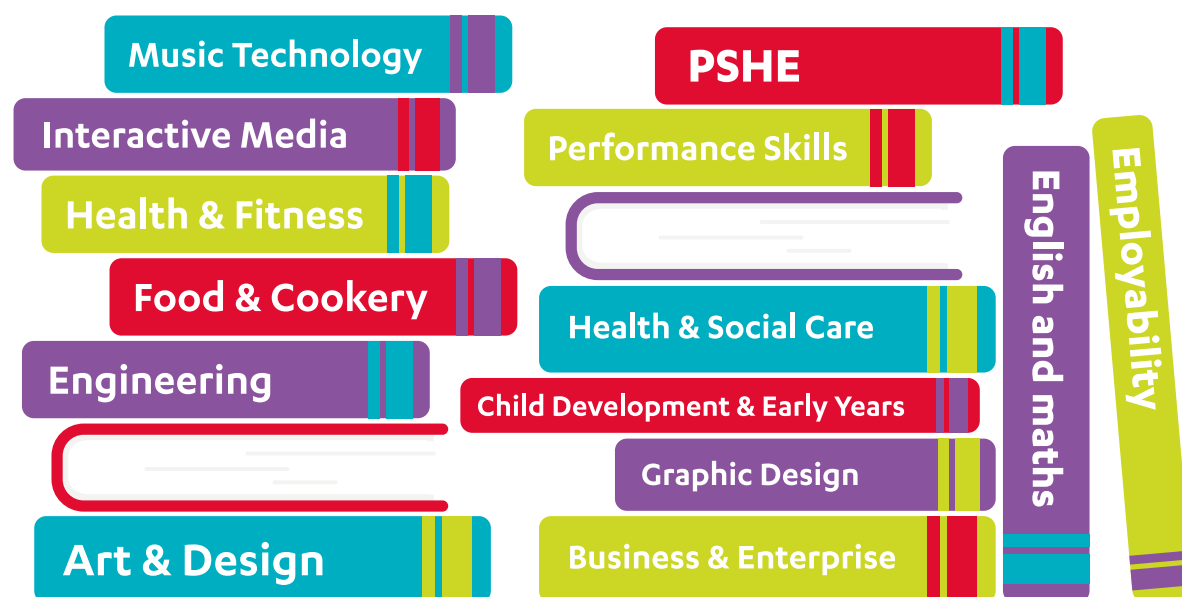 Music Technology
Interactive Media
Health & Fitness
Food & Cookery
Engineering
Art & Design
PSHE
Performance Skills
Health & Social Care
Child Development & Early Years
Graphic Design
Business & Enterprise
English and maths
Employability